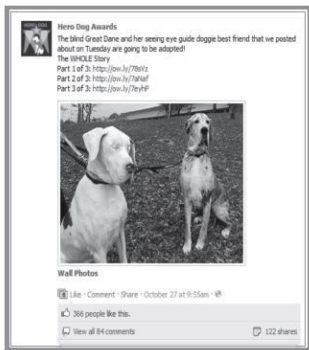 Hero Dog Awards
The blind Great Dane and her seeing eye guide doggie best friend that we posted
about on Tuesday are going to be adopted!
The WHOLE Story
Part 1 of 3: http://ow.ly/78sYz
Part 2 of 3: http://ow.ly/7aNaf
Part 3 of 3: http://ow.ly/7eyhP
Wall Photos
Like · Comment · Share · October 27 at 9:55am ·
366 people like this.
View all 84 comments
122 shares